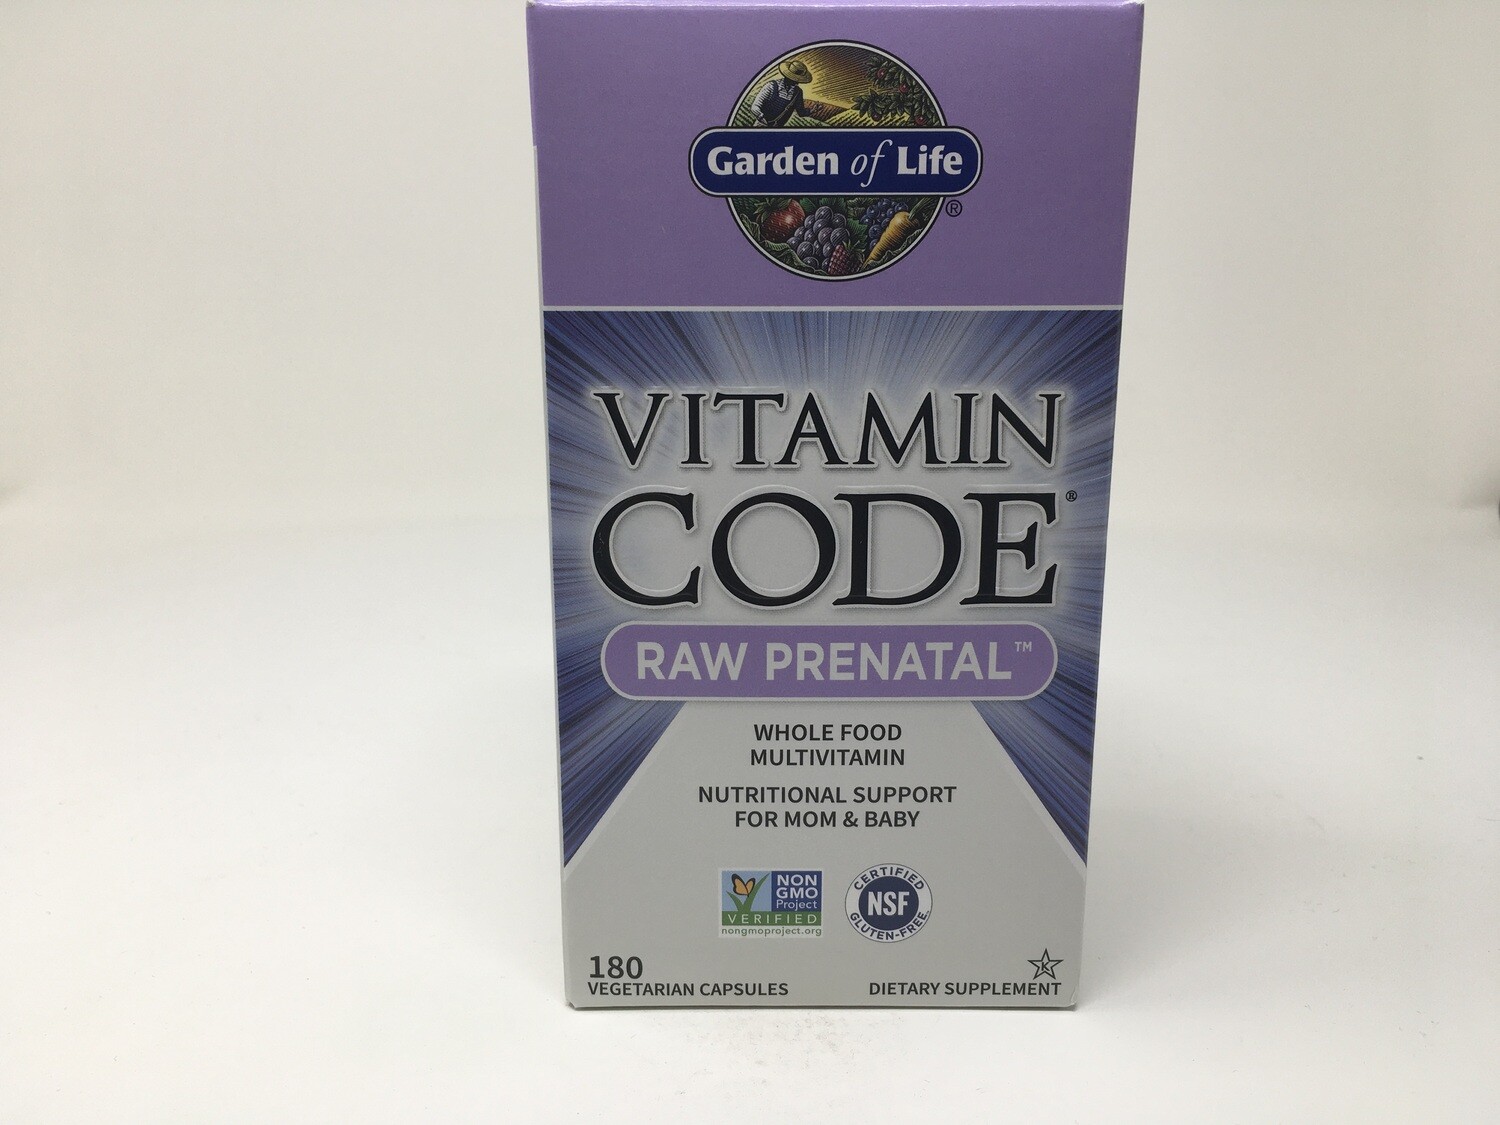 Garden of Life
®
VITAMIN
CODE®
RAW PRENATAL™
WHOLE FOOD
MULTIVITAMIN
NUTRITIONAL SUPPORT
FOR MOM & BABY
NON
GMO
Project
VERIFIED
nongmoproject.org
CERTIFIED
NSF
GLUTEN-FREE
180
VEGETARIAN CAPSULES
K
DIETARY SUPPLEMENT